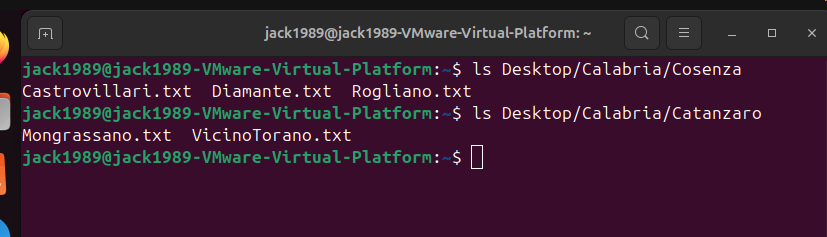 jack1989@jack1989-VMware-Virtual-Platform: ~
jack1989@jack1989-VMware-Virtual-Platform:~$ ls Desktop/Calabria/Cosenza
Castrovillari.txt  Diamante.txt  Rogliano.txt
jack1989@jack1989-VMware-Virtual-Platform:~$ ls Desktop/Calabria/Catanzaro
Mongrassano.txt  VicinoTorano.txt
jack1989@jack1989-VMware-Virtual-Platform:~$